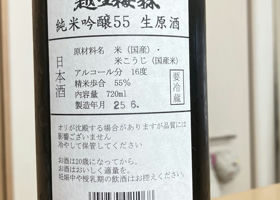 純米吟醸55 生原酒
日本酒
原材料名 米(国産)・
米こうじ(国産米)
アルコール分 16度
精米歩合 55%
内容量 720ml
製造年月 25 6.
要冷蔵
オリが沈殿する場合がありますが品質には
影響ございません
冷やして保管してください
お酒は20歳になってから。
お酒はおいしく適量を。
妊娠中や授乳期の飲酒はお控えください